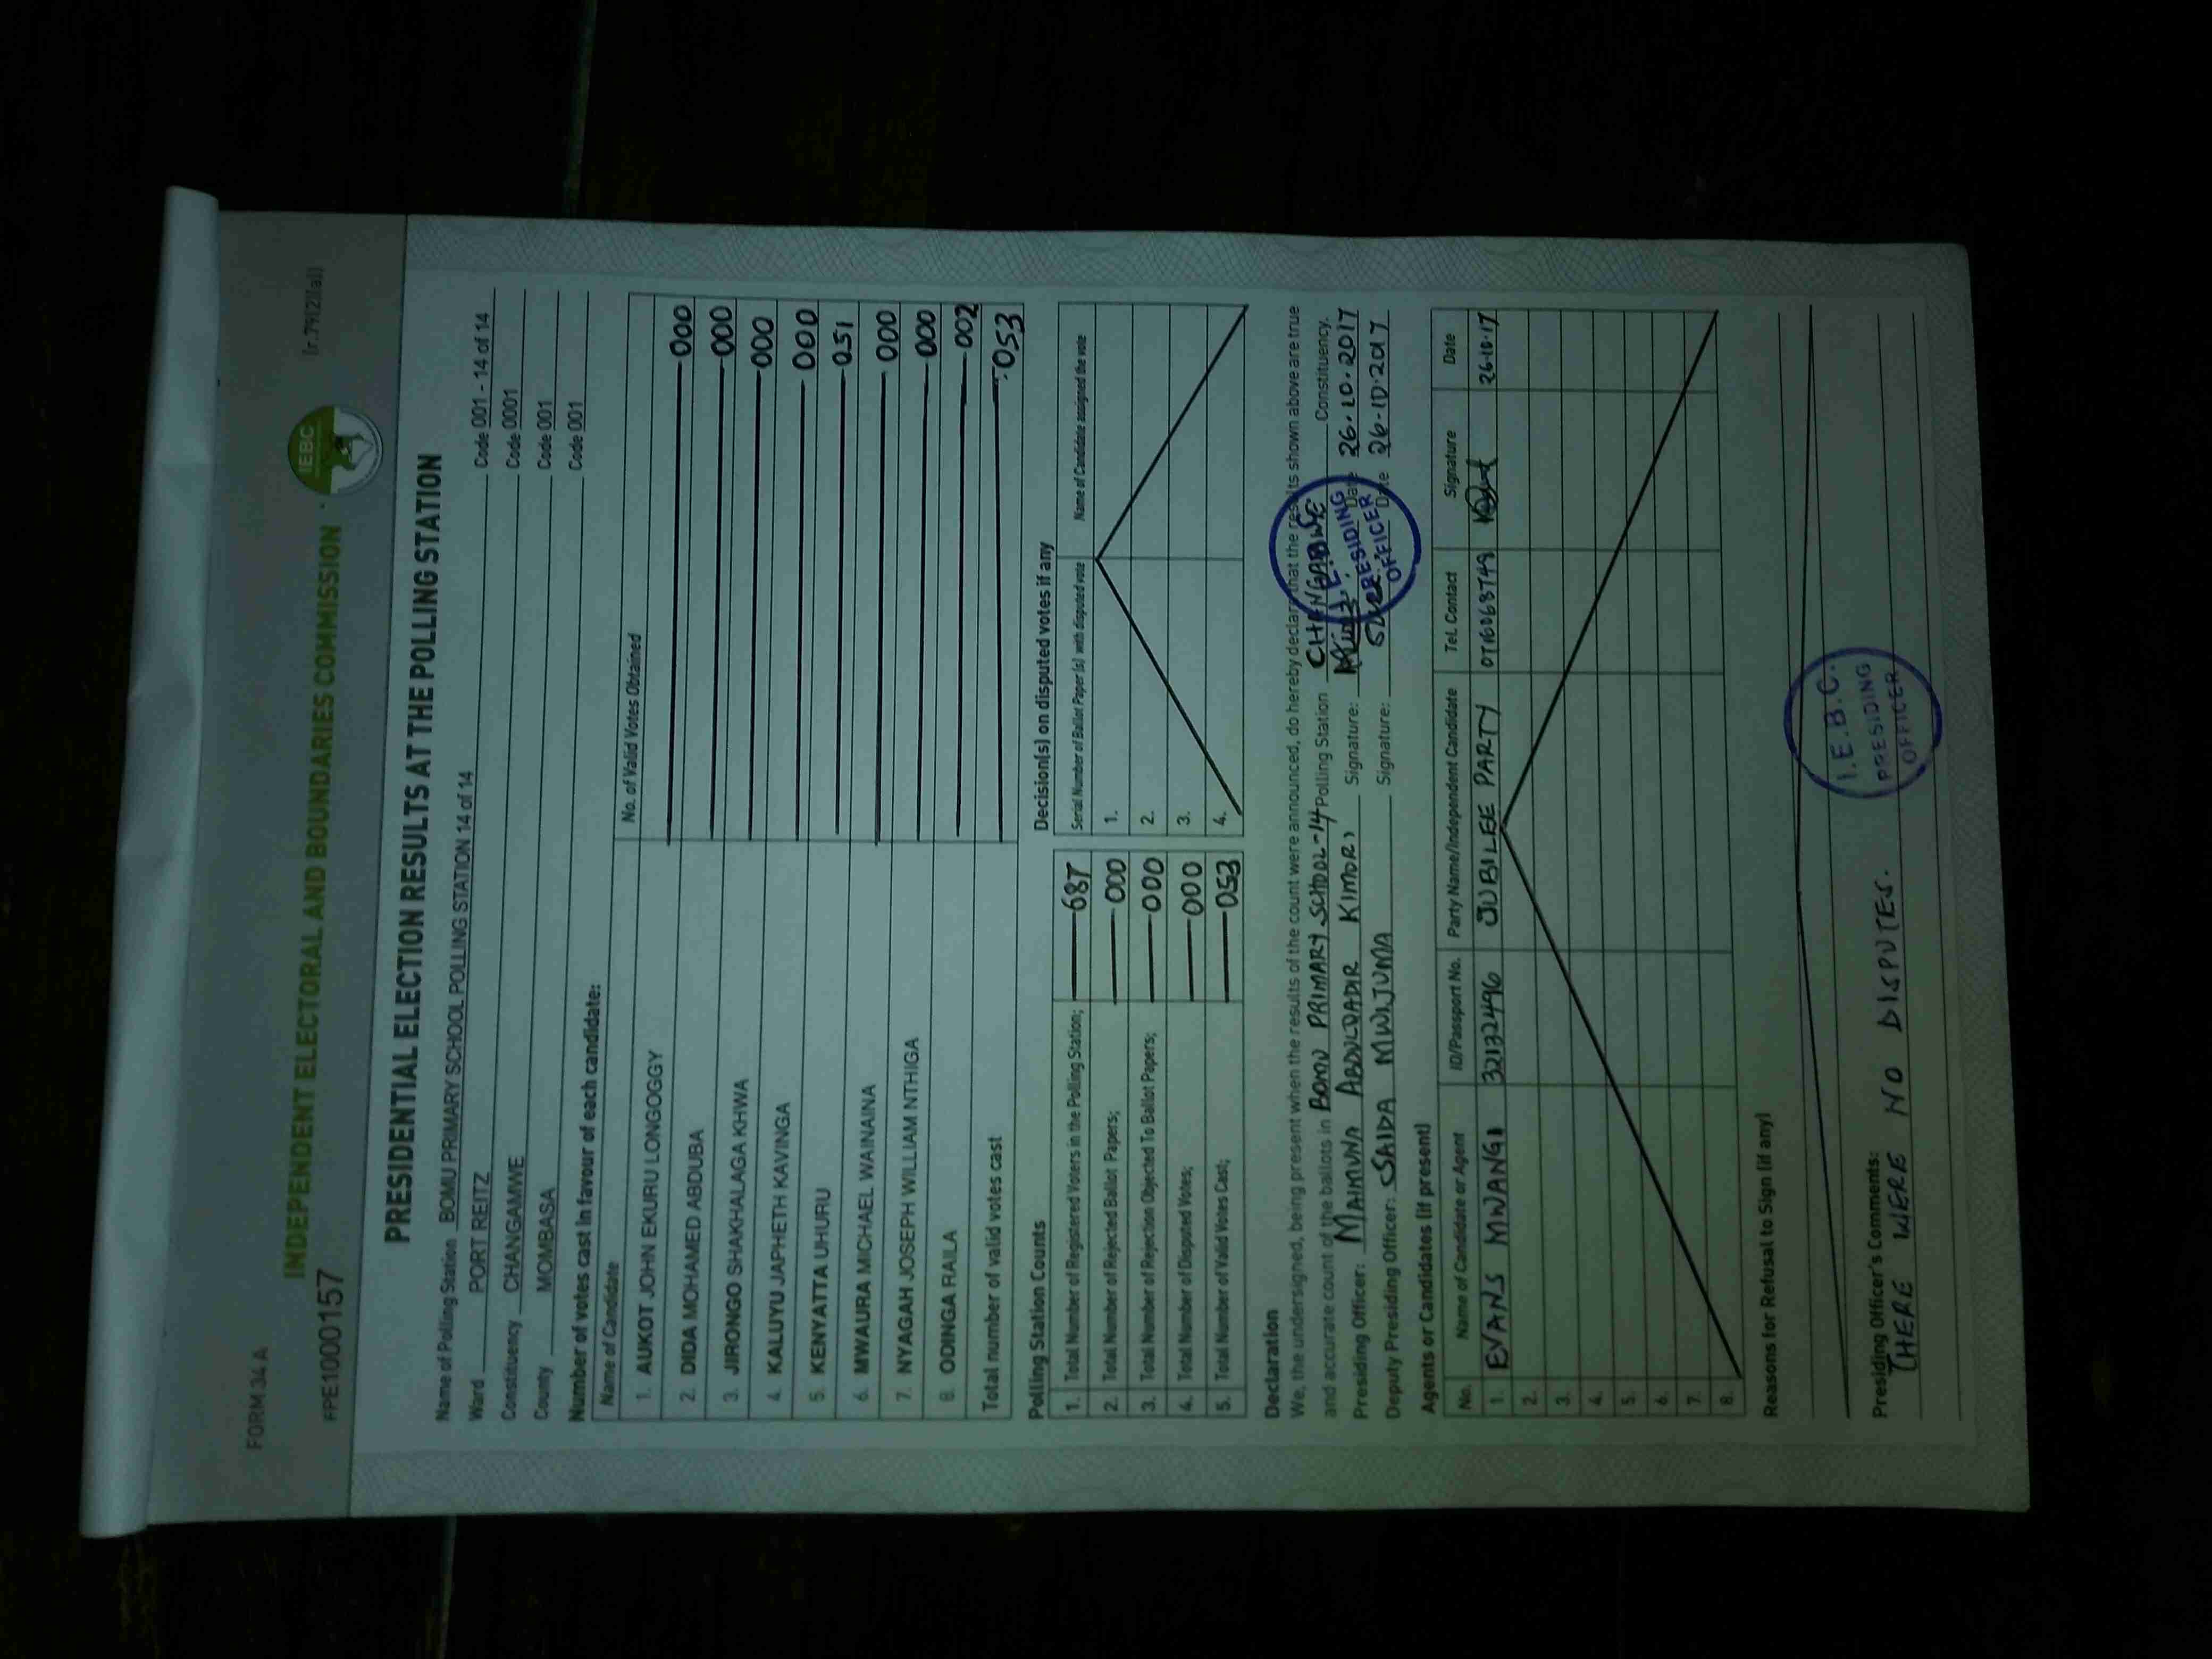 FORM 34 A
INDEPENDENT ELECTORAL AND BOUNDARIES COMMISSION
IEBC
(r.79(2)(a))
FPE1000157
PRESIDENTIAL ELECTION RESULTS AT THE POLLING STATION
Name of Polling Station BOMU PRIMARY SCHOOL POLLING STATION 14 of 14 Code 001 - 14 of 14
Ward PORT REITZ Code 0001
Constituency CHANGAMWE Code 001
County MOMBASA Code 001
Number of votes cast in favour of each candidate:
Name of Candidate No. of Valid Votes Obtained
1. AUKOT JOHN EKURU LONGOGGY 000
2. DIDA MOHAMED ABDUBA 000
3. JIRONGO SHAKHALAGA KHWA 000
4. KALUYU JAPHETH KAVINGA 000
5. KENYATTA UHURU 051
6. MWAURA MICHAEL WAINAINA 000
7. NYAGAH JOSEPH WILLIAM NTHIGA 000
8. ODINGA RAILA 002
Total number of valid votes cast 053
Polling Station Counts
1. Total Number of Registered Voters in the Polling Station; 687
2. Total Number of Rejected Ballot Papers; 000
3. Total Number of Rejection Objected To Ballot Papers; 000
4. Total Number of Disputed Votes; 000
5. Total Number of Valid Votes Cast; 053
Decision(s) on disputed votes if any
Serial Number of Ballot Paper (s) with disputed vote Name of Candidate assigned the vote
1.
2.
3.
4.
Declaration
We, the undersigned, being present when the results of the count were announced, do hereby declare that the results shown above are true
and accurate count of the ballots in BOMU PRIMARY SCHOOL-14 Polling Station CHANGAMWE Constituency.
Presiding Officer: MAIMUNA ABDULQADIR KIMORI Signature: Date 26.10.2017
Deputy Presiding Officer: SAIDA MWIJUMA Signature: Date 26.10.2017
PRESIDING
OFFICER
Agents or Candidates (if present)
No. Name of Candidate or Agent ID/Passport No. Party Name/Independent Candidate Tel. Contact Signature Date
1. EVANS MWANGI 32132496 JUBILEE PARTY 0716068749 26.10.17
2.
3.
4.
5.
6.
7.
8.
Reasons for Refusal to Sign (if any)
Presiding Officer's Comments:
THERE WERE NO DISPUTES.
I.E.B.C.
PRESIDING
OFFICER